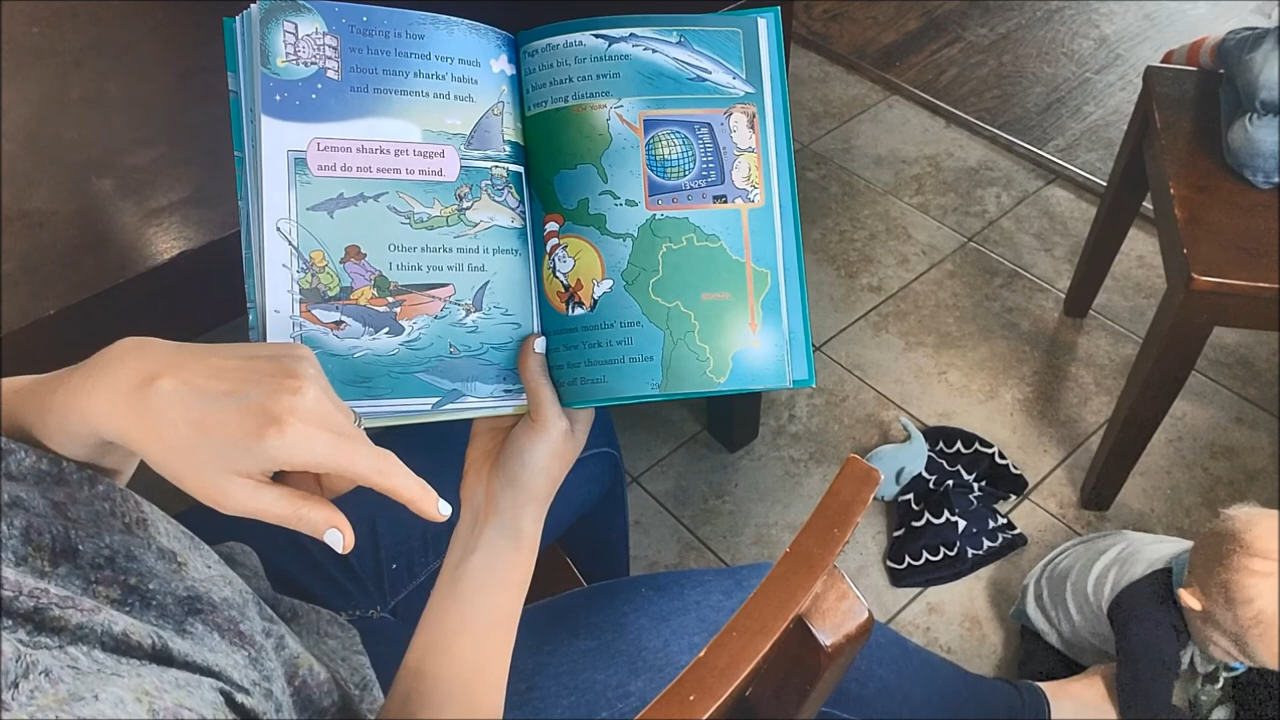 Tagging is how
we have learned very much
about many sharks' habits
and movements and such.
Lemon sharks get tagged
and do not seem to mind.
Other sharks mind it plenty,
I think you will find.
Tags offer data,
like this bit, for instance:
a blue shark can swim
a very long distance.
NEW YORK
134255
months' time,
New York it will
four thousand miles
off Brazil.
29